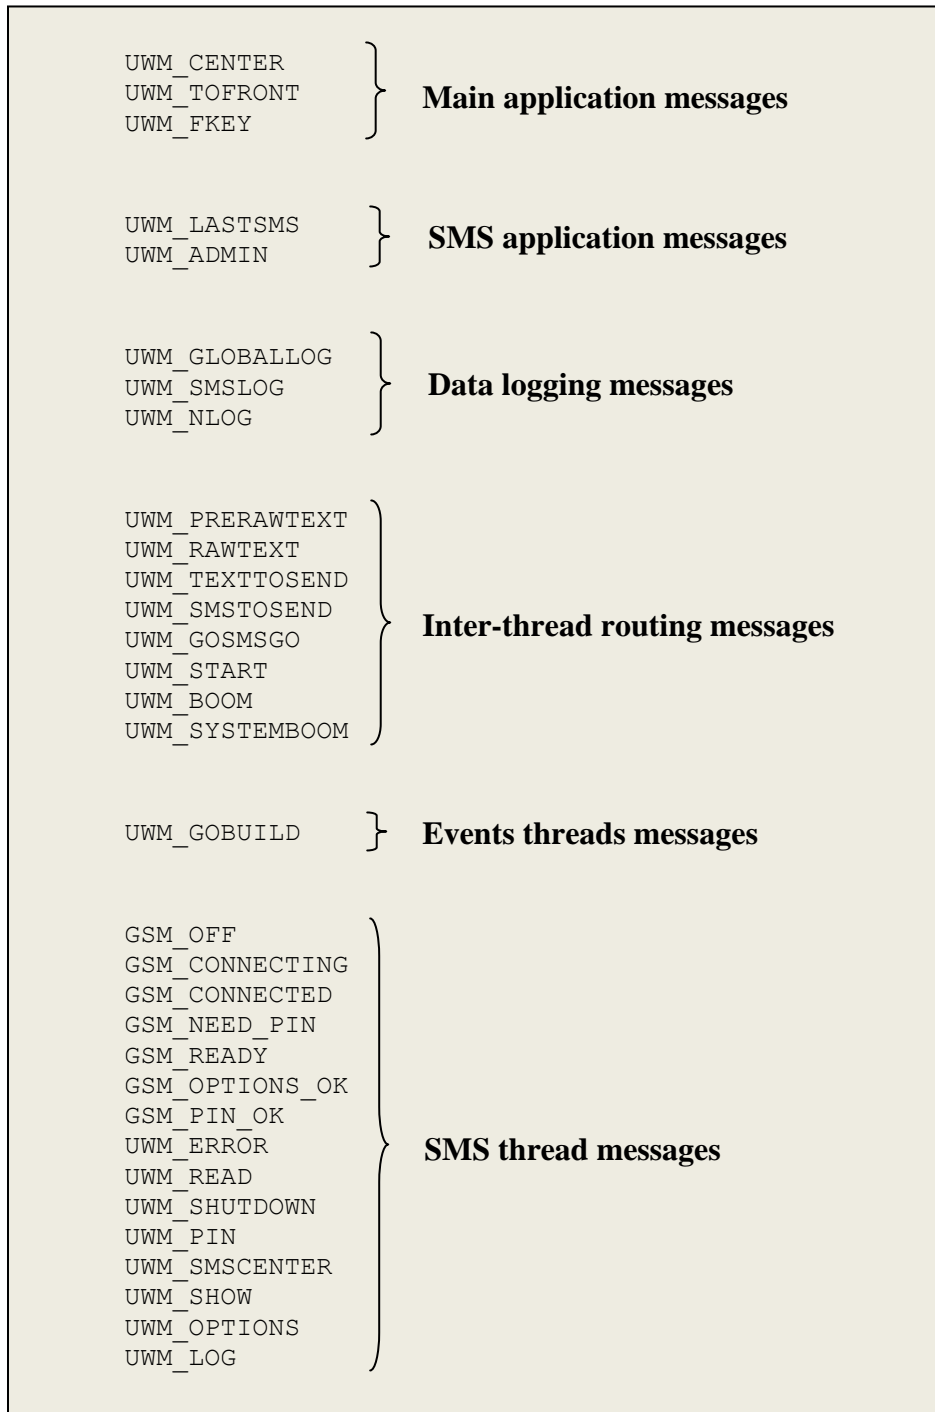 UWM_CENTER
UWM_TOFRONT
UWM_FKEY
Main application messages
UWM_LASTSMS
UWM_ADMIN
SMS application messages
UWM_GLOBALLOG
UWM_SMSLOG
UWM_NLOG
Data logging messages
UWM_PRERAWTEXT
UWM_RAWTEXT
UWM_TEXTTOSEND
UWM_SMSTOSEND
UWM_GOSMSGO
UWM_START
UWM_BOOM
UWM_SYSTEMBOOM
Inter-thread routing messages
UWM_GOBUILD
Events threads messages
GSM_OFF
GSM_CONNECTING
GSM_CONNECTED
GSM_NEED_PIN
GSM_READY
GSM_OPTIONS_OK
GSM_PIN_OK
UWM_ERROR
UWM_READ
UWM_SHUTDOWN
UWM_PIN
UWM_SMSCENTER
UWM_SHOW
UWM_OPTIONS
UWM_LOG
SMS thread messages